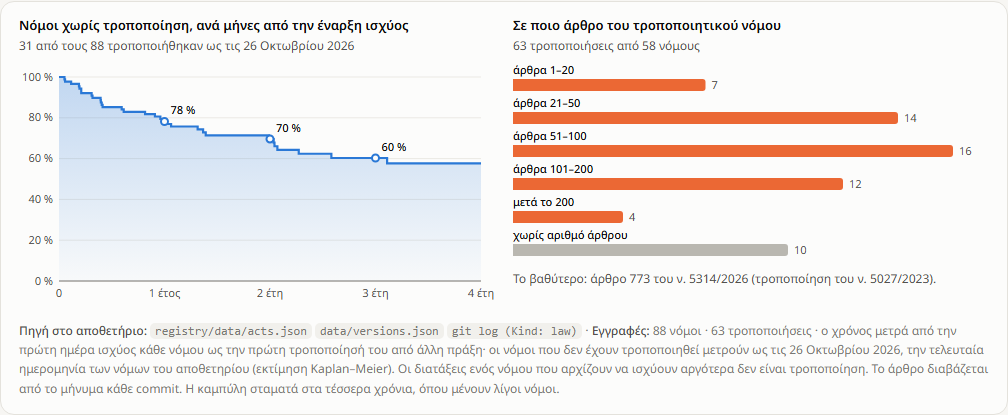 Νόμοι χωρίς τροποποίηση, ανά μήνες από την έναρξη ισχύος
31 από τους 88 τροποποιήθηκαν ως τις 26 Οκτωβρίου 2026
100 %
80 %
60 %
40 %
20 %
0 %
78 %
70 %
60 %
0
1 έτος
2 έτη
3 έτη
4 έτη
Σε ποιο άρθρο του τροποποιητικού νόμου
63 τροποποιήσεις από 58 νόμους
άρθρα 1–20
7
άρθρα 21–50
14
άρθρα 51–100
16
άρθρα 101–200
12
μετά το 200
4
χωρίς αριθμό άρθρου
10
Το βαθύτερο: άρθρο 773 του ν. 5314/2026 (τροποποίηση του ν. 5027/2023).
Πηγή στο αποθετήριο: registry/data/acts.json data/versions.json git log (Kind: law) · Εγγραφές: 88 νόμοι · 63 τροποποιήσεις · ο χρόνος μετρά από την
πρώτη ημέρα ισχύος κάθε νόμου ως την πρώτη τροποποίησή του από άλλη πράξη· οι νόμοι που δεν έχουν τροποποιηθεί μετρούν ως τις 26 Οκτωβρίου 2026, την τελευταία
ημερομηνία των νόμων του αποθετηρίου (εκτίμηση Kaplan–Meier). Οι διατάξεις ενός νόμου που αρχίζουν να ισχύουν αργότερα δεν είναι τροποποίηση. Το άρθρο διαβάζεται
από το μήνυμα κάθε commit. Η καμπύλη σταματά στα τέσσερα χρόνια, όπου μένουν λίγοι νόμοι.